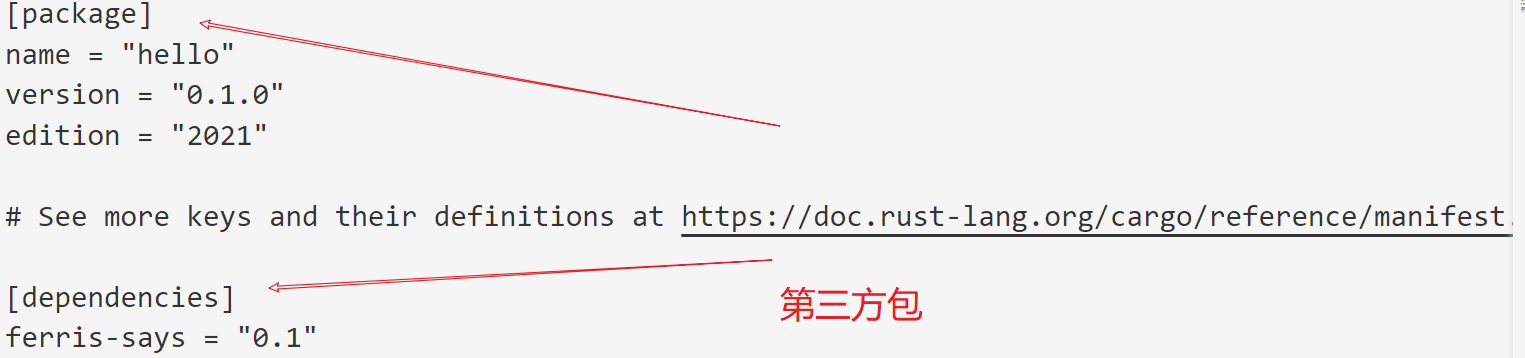 [package]
name = "hello"
version = "0.1.0"
edition = "2021"
# See more keys and their definitions at https://doc.rust-lang.org/cargo/reference/manifest.
[dependencies]
第三方包
ferris-says = "0.1"